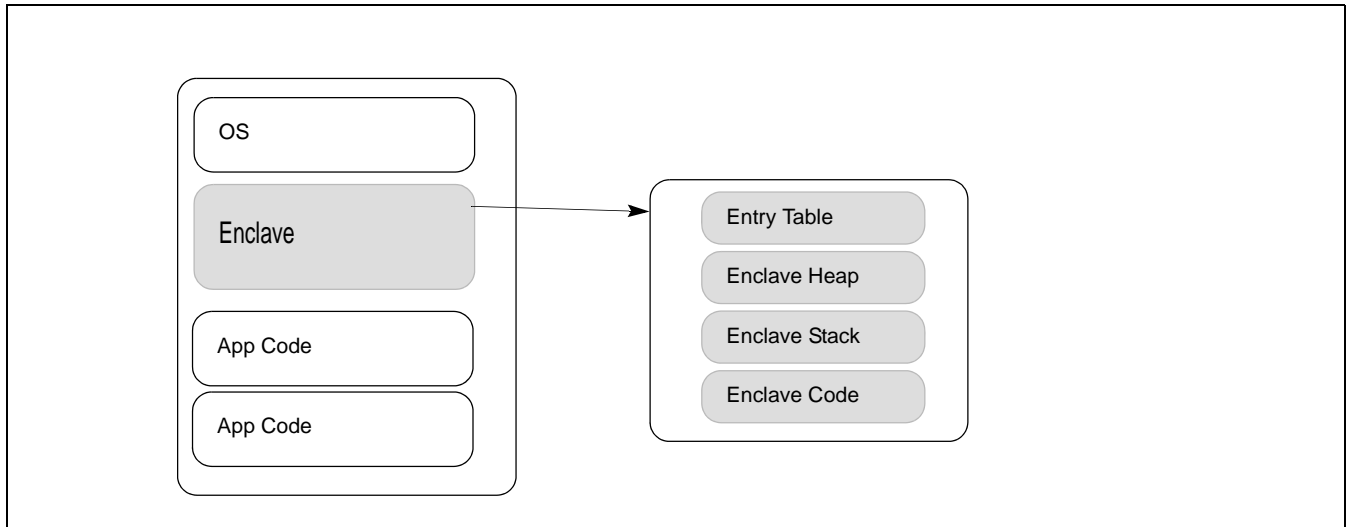 OS
Enclave
App Code
App Code
Entry Table
Enclave Heap
Enclave Stack
Enclave Code